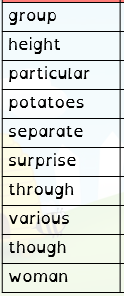 group
height
particular
potatoes
separate
surprise
through
various
though
woman